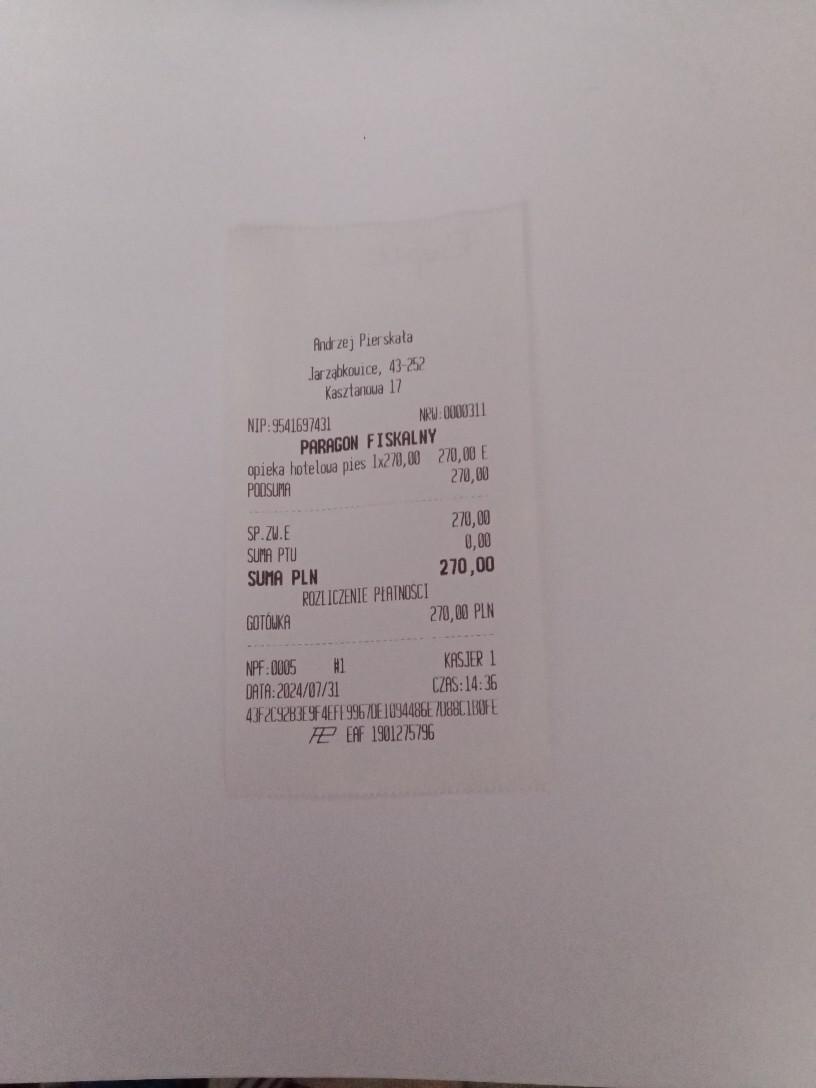 Andrzej Pierskała
Jarząbkowice, 43-252
Kasztanowa 17
NIP:9541697431 NRW:0000311
PARAGON FISKALNY
opieka hotelowa pies 1x270,00 270,00 E
PODSUMA 270,00
SP.ZW.E 270,00
SUMA PTU 0,00
SUMA PLN 270,00
ROZLICZENIE PŁATNOŚCI
GOTÓWKA 270,00 PLN
NPF:0005 #1 KASJER 1
DATA:2024/07/31 CZAS:14:36
EAF 1901275796